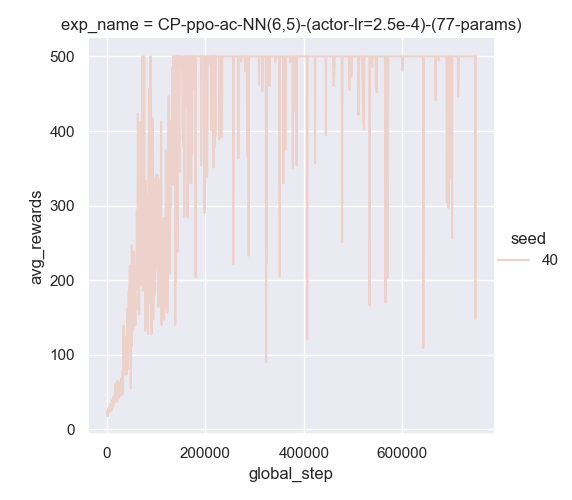 exp_name = CP-ppo-ac-NN(6,5)-(actor-lr=2.5e-4)-(77-params)
500
400
300
200
100
0
avg_rewards
0
200000
400000
600000
global_step
seed
40